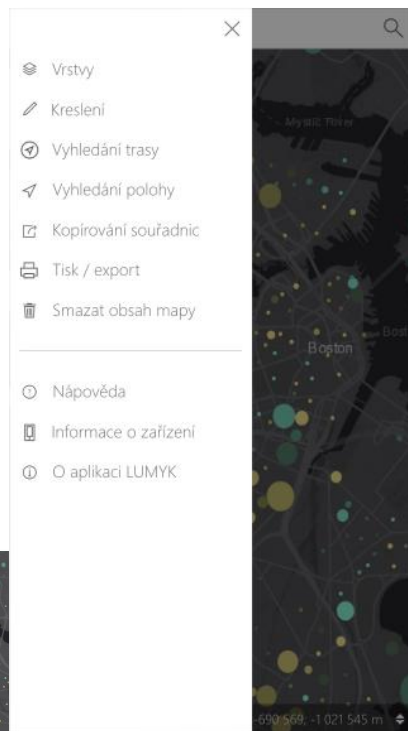 Vrstvy
Kreslení
Vyhledání trasy
Vyhledání polohy
Kopírování souřadnic
Tisk / export
Smazat obsah mapy
Nápověda
Informace o zařízení
O aplikaci LUMYK
Mystic River
Boston
Bost
-690 569, -1 021 545 m